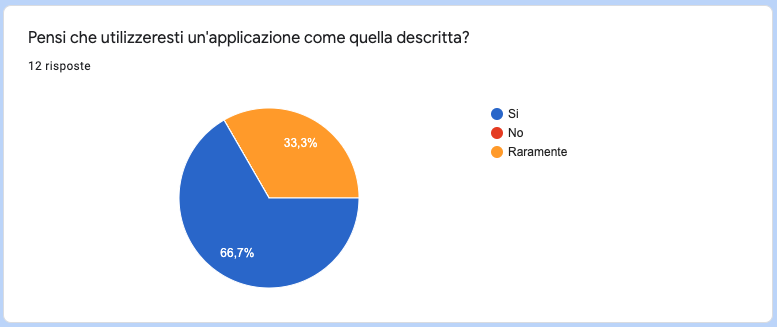 Pensi che utilizzeresti un'applicazione come quella descritta?
12 risposte
33,3%
66,7%
Si
No
Raramente